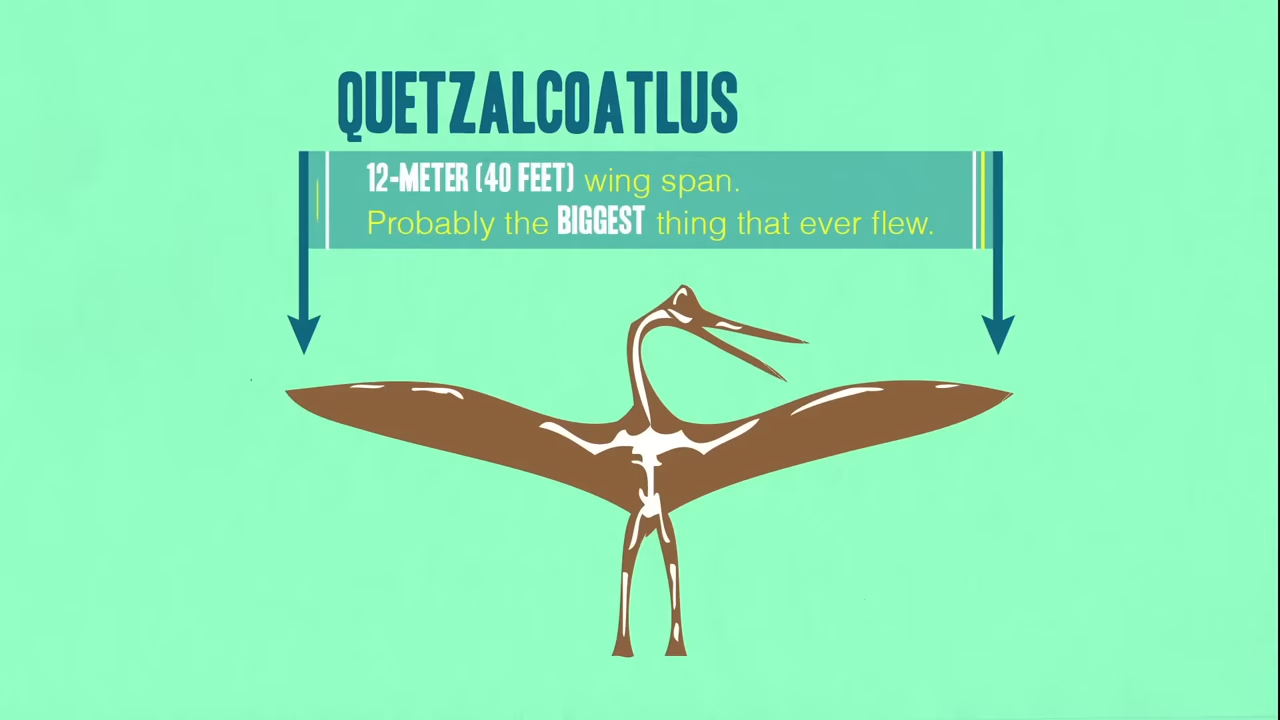 QUETZALCOATLUS
12-METER (40 FEET) wing span.
Probably the BIGGEST thing that ever flew.